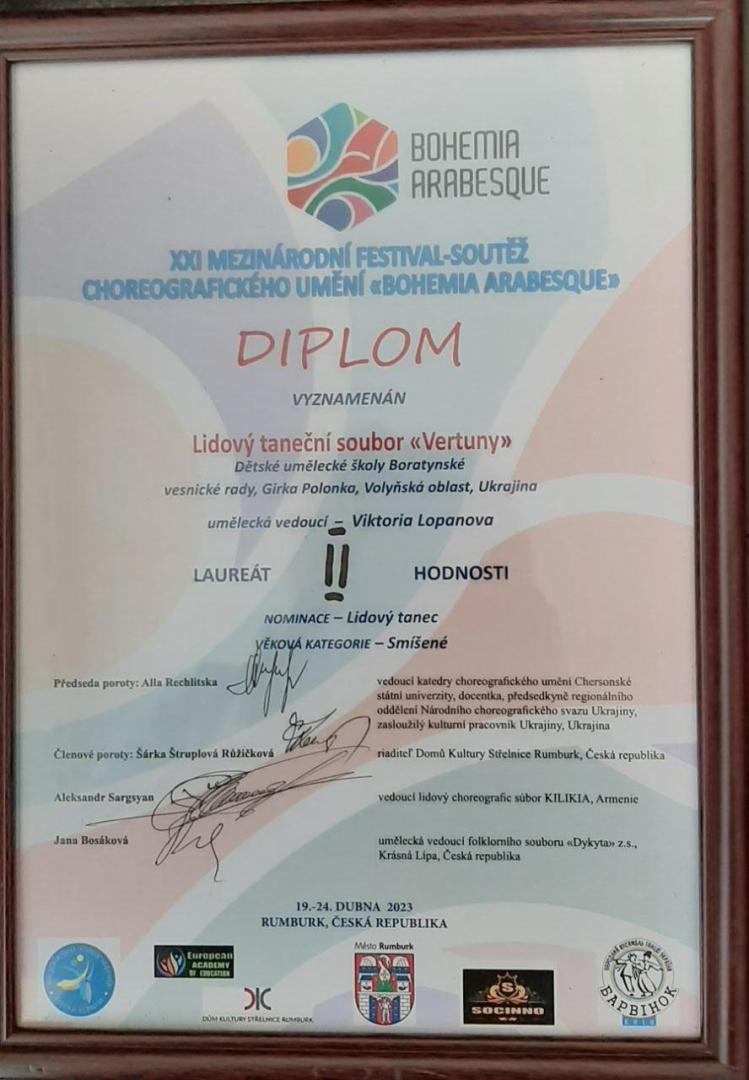 BOHEMIA
ARABESQUE
XXI MEZINÁRODNÍ FESTIVAL-SOUTĚŽ
CHOREOGRAFICKÉHO UMĚNÍ «BOHEMIA ARABESQUE»
DIPLOM
VYZNAMENÁN
Lidový taneční soubor «Vertuny»
Dětské umělecké školy Boratynské
vesnické rady, Girka Polonka, Volyňská oblast, Ukrajina
umělecká vedoucí – Viktoria Lopanova
LAUREÁT II HODNOSTI
NOMINACE – Lidový tanec
VĚKOVÁ KATEGORIE – Smíšené
Předseda poroty: Alla Rechlitska
vedoucí katedry choreografického umění Chersonské
státní univerzity, docentka, předsedkyně regionálního
oddělení Národního choreografického svazu Ukrajiny,
zasloužilý kulturní pracovník Ukrajiny, Ukrajina
Členové poroty: Šárka Štruplová Růžičková
riaditeľ Domů Kultury Střelnice Rumburk, Česká republika
Aleksandr Sargsyan
vedoucí lidový choreografic súbor KILIKIA, Armenie
Jana Bosáková
umělecká vedoucí folklorního souboru «Dykyta» z.s.,
Krásná Lípa, Česká republika
19.-24. DUBNA 2023
RUMBURK, ČESKÁ REPUBLIKA
European
ACADEMY
OF EDUCATION
DŮM KULTURY STŘELNICE RUMBURK
Město Rumburk
S
SOCINNO
БАРВІНОК